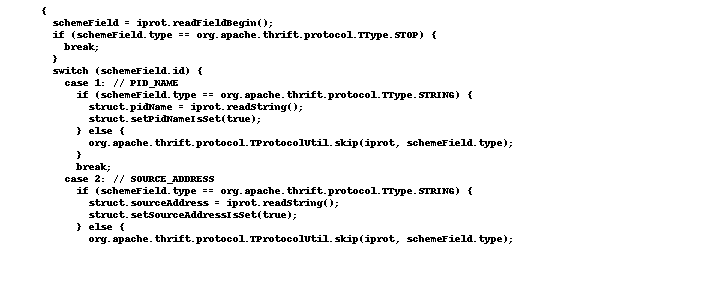 {
schemeField = iprot.readFieldBegin();
if (schemeField.type == org.apache.thrift.protocol.TType.STOP) {
break;
}
switch (schemeField.id) {
case 1: // PID_NAME
if (schemeField.type == org.apache.thrift.protocol.TType.STRING) {
struct.pidName = iprot.readString();
struct.setPidNameIsSet(true);
} else {
org.apache.thrift.protocol.TProtocolUtil.skip(iprot, schemeField.type);
}
break;
case 2: // SOURCE_ADDRESS
if (schemeField.type == org.apache.thrift.protocol.TType.STRING) {
struct.sourceAddress = iprot.readString();
struct.setSourceAddressIsSet(true);
} else {
org.apache.thrift.protocol.TProtocolUtil.skip(iprot, schemeField.type);